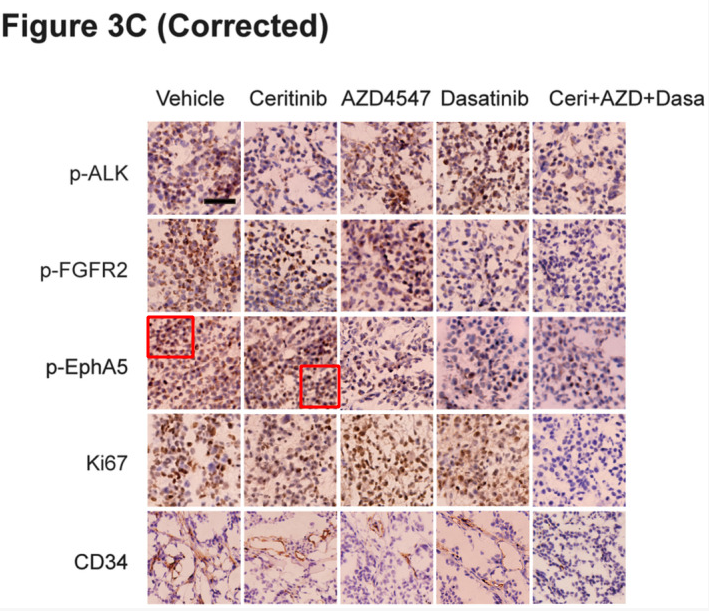 Figure 3C (Corrected)
Vehicle Ceritinib AZD4547 Dasatinib Ceri+AZD+Dasa
p-ALK
p-FGFR2
p-EphA5
Ki67
CD34